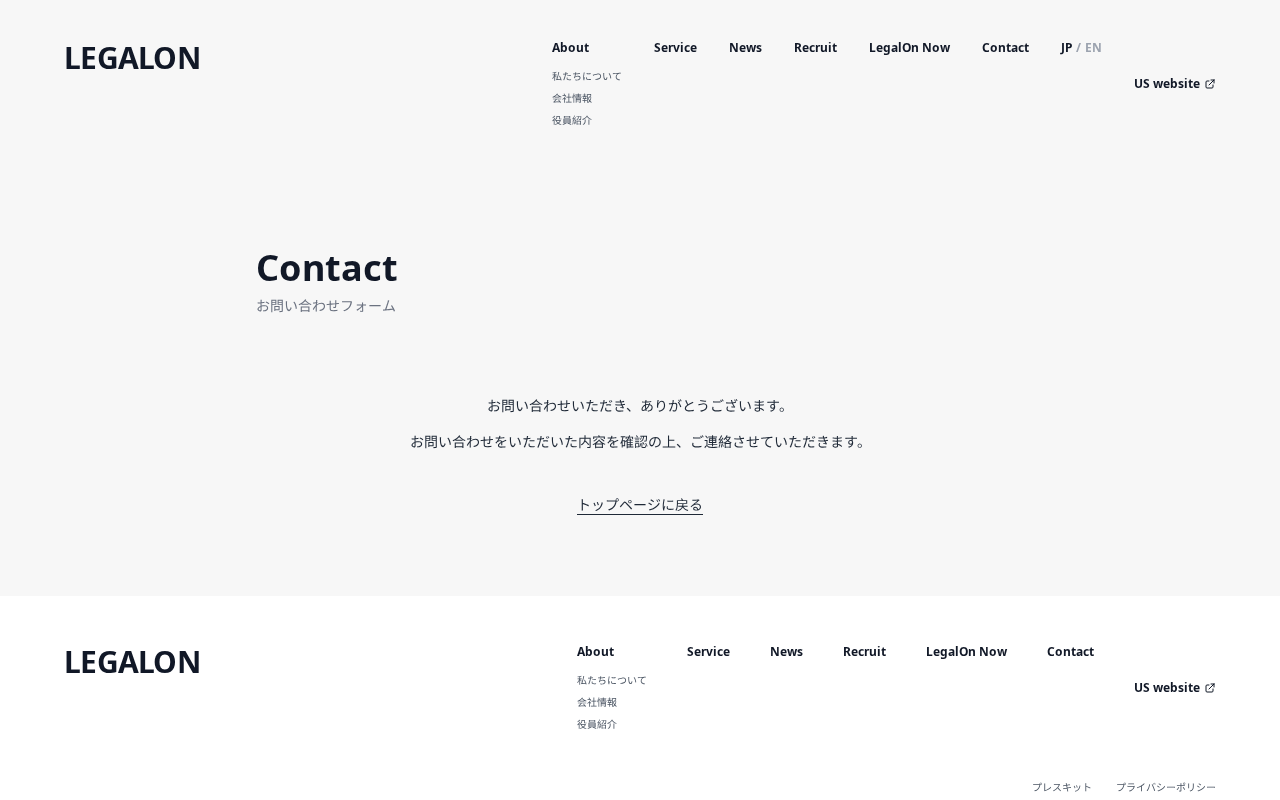 LEGALON
About
Service
News
Recruit
LegalOn Now
Contact
JP / EN
US website
私たちについて
会社情報
役員紹介
Contact
お問い合わせフォーム
お問い合わせいただき、ありがとうございます。
お問い合わせをいただいた内容を確認の上、ご連絡させていただきます。
トップページに戻る
LEGALON
About
Service
News
Recruit
LegalOn Now
Contact
US website
私たちについて
会社情報
役員紹介
プレスキット
プライバシーポリシー